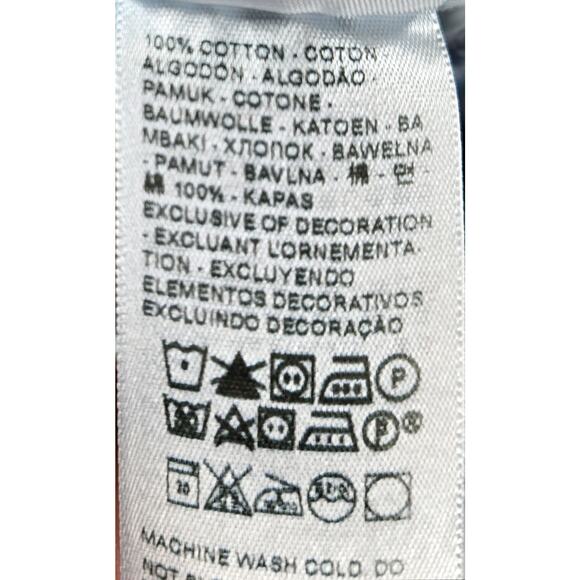 100% COTTON - COTON -
ALGODÓN - ALGODÃO -
PAMUK - COTONE -
BAUMWOLLE - KATOEN - BA
MBAKI - ХЛОПОК - BAWEŁNA
- PAMUT - BAVLNA - 棉 - 면 -
綿 100% - KAPAS
EXCLUSIVE OF DECORATION
- EXCLUANT L'ORNEMENTA-
TION - EXCLUYENDO
ELEMENTOS DECORATIVOS
EXCLUINDO DECORAÇÃO
P
P®
30
MACHINE WASH COLD. DO